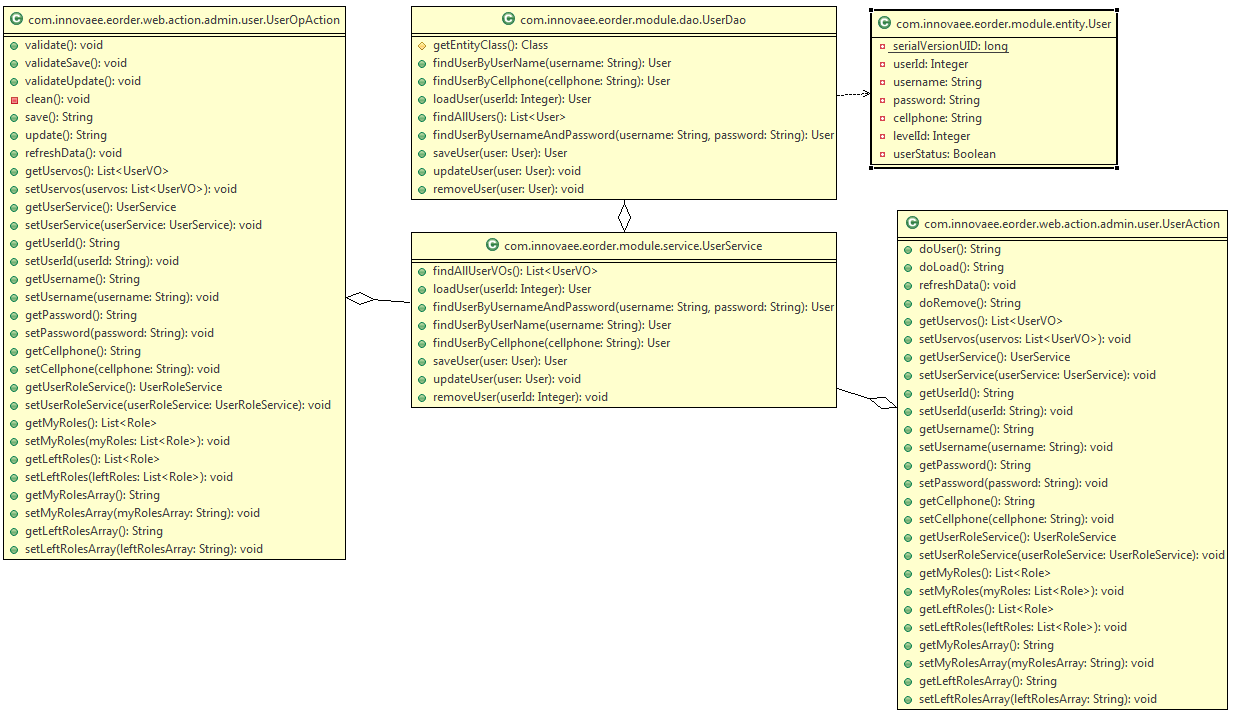 com.innovaee.eorder.web.action.admin.user.UserOpAction
validate(): void
validateSave(): void
validateUpdate(): void
clean(): void
save(): String
update(): String
refreshData(): void
getUservos(): List<UserVO>
setUservos(uservos: List<UserVO>): void
getUserService(): UserService
setUserService(userService: UserService): void
getUserId(): String
setUserId(userId: String): void
getUsername(): String
setUsername(username: String): void
getPassword(): String
setPassword(password: String): void
getCellphone(): String
setCellphone(cellphone: String): void
getUserRoleService(): UserRoleService
setUserRoleService(userRoleService: UserRoleService): void
getMyRoles(): List<Role>
setMyRoles(myRoles: List<Role>): void
getLeftRoles(): List<Role>
setLeftRoles(leftRoles: List<Role>): void
getMyRolesArray(): String
setMyRolesArray(myRolesArray: String): void
getLeftRolesArray(): String
setLeftRolesArray(leftRolesArray: String): void
com.innovaee.eorder.module.dao.UserDao
getEntityClass(): Class
findUserByUserName(username: String): User
findUserByCellphone(cellphone: String): User
loadUser(userId: Integer): User
findAllUsers(): List<User>
findUserByUsernameAndPassword(username: String, password: String): User
saveUser(user: User): User
updateUser(user: User): void
removeUser(user: User): void
com.innovaee.eorder.module.service.UserService
findAllUserVOs(): List<UserVO>
loadUser(userId: Integer): User
findUserByUsernameAndPassword(username: String, password: String): User
findUserByUserName(username: String): User
findUserByCellphone(cellphone: String): User
saveUser(user: User): User
updateUser(user: User): void
removeUser(userId: Integer): void
com.innovaee.eorder.module.entity.User
serialVersionUID: long
userId: Integer
username: String
password: String
cellphone: String
levelId: Integer
userStatus: Boolean
com.innovaee.eorder.web.action.admin.user.UserAction
doUser(): String
doLoad(): String
refreshData(): void
doRemove(): String
getUservos(): List<UserVO>
setUservos(uservos: List<UserVO>): void
getUserService(): UserService
setUserService(userService: UserService): void
getUserId(): String
setUserId(userId: String): void
getUsername(): String
setUsername(username: String): void
getPassword(): String
setPassword(password: String): void
getCellphone(): String
setCellphone(cellphone: String): void
getUserRoleService(): UserRoleService
setUserRoleService(userRoleService: UserRoleService): void
getMyRoles(): List<Role>
setMyRoles(myRoles: List<Role>): void
getLeftRoles(): List<Role>
setLeftRoles(leftRoles: List<Role>): void
getMyRolesArray(): String
setMyRolesArray(myRolesArray: String): void
getLeftRolesArray(): String
setLeftRolesArray(leftRolesArray: String): void